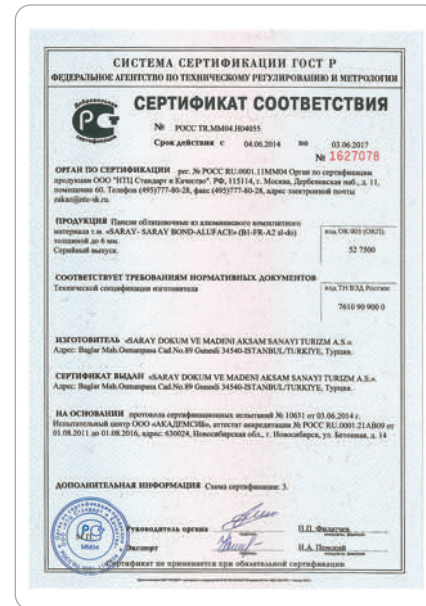 СИСТЕМА СЕРТИФИКАЦИИ ГОСТ Р
ФЕДЕРАЛЬНОЕ АГЕНТСТВО ПО ТЕХНИЧЕСКОМУ РЕГУЛИРОВАНИЮ И МЕТРОЛОГИИ
Добровольная
сертификация
СЕРТИФИКАТ СООТВЕТСТВИЯ
№ РОСС TR.ММ04.Н04055
Срок действия с 04.06.2014 по 03.06.2017
№ 1627078
ОРГАН ПО СЕРТИФИКАЦИИ рег. № РОСС RU.0001.11ММ04 Орган по
сертификации
продукции ООО "НТЦ Стандарт и Качество". РФ, 115114, г. Москва, Дербеневская наб., д. 11,
помещение 60. Телефон (495)777-80-28, факс (495)777-80-28, адрес электронной почты
zakaz@ntc-sk.ru.
ПРОДУКЦИЯ Панели облицовочные из алюминиевого композитного
материала т.м. «SARAY- SARAY BOND-ALUFACE» (B1-FR-A2 sl-do)
толщиной до 6 мм.
Серийный выпуск.
код ОК 005 (ОКП):
52 7500
СООТВЕТСТВУЕТ ТРЕБОВАНИЯМ НОРМАТИВНЫХ ДОКУМЕНТОВ
Технической спецификации изготовителя
код ТН ВЭД России:
7610 90 900 0
ИЗГОТОВИТЕЛЬ «SARAY DOKUM VE MADENI AKSAM SANAYI TURIZM A.S.».
Адрес: Baglar Mah.Osmanpasa Cad.No.89 Gunesli 34540-ISTANBUL/TURKIYE, Турция.
СЕРТИФИКАТ ВЫДАН «SARAY DOKUM VE MADENI AKSAM SANAYI TURIZM A.S.».
Адрес: Baglar Mah.Osmanpasa Cad.No.89 Gunesli 34540-ISTANBUL/TURKIYE, Турция.
НА ОСНОВАНИИ протокола сертификационных испытаний № 10631 от 03.06.2014 г.
Испытательный центр ООО «АКАДЕМСИБ», аттестат аккредитации № РОСС RU.0001.21АВ09 от
01.08.2011 до 01.08.2016, адрес: 630024, Новосибирская обл., г. Новосибирск, ул. Бетонная, д. 14
ДОПОЛНИТЕЛЬНАЯ ИНФОРМАЦИЯ Схема сертификации: 3.
ММ04
Руководитель органа
П.П. Филатчев
Эксперт
Н.А.
Сертификат не применяется при обязательной сертификации